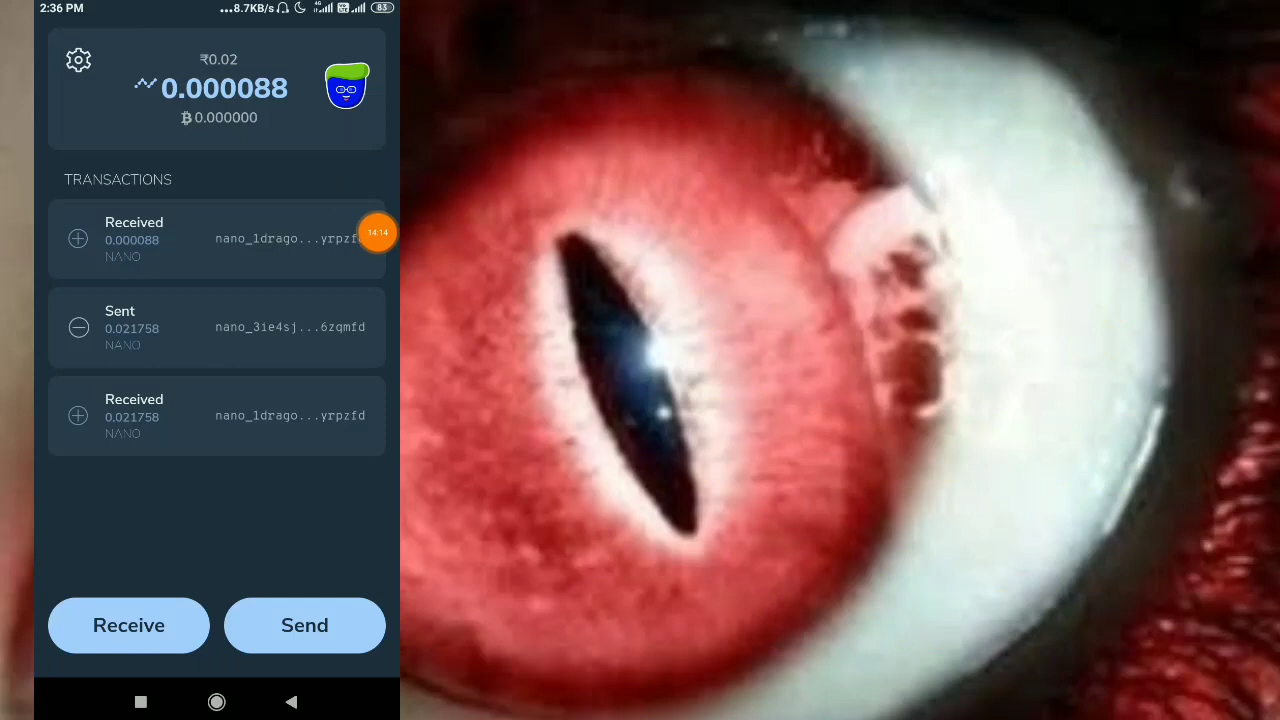 2:36 PM
...8.7KB/s
4G
83
₹0.02
0.000088
₿0.000000
TRANSACTIONS
Received
0.000088
NANO
nano_1drago...yrpzf
14:14
Sent
0.021758
NANO
nano_3ie4sj...6zqmfd
Received
0.021758
NANO
nano_1drago...yrpzfd
Receive
Send